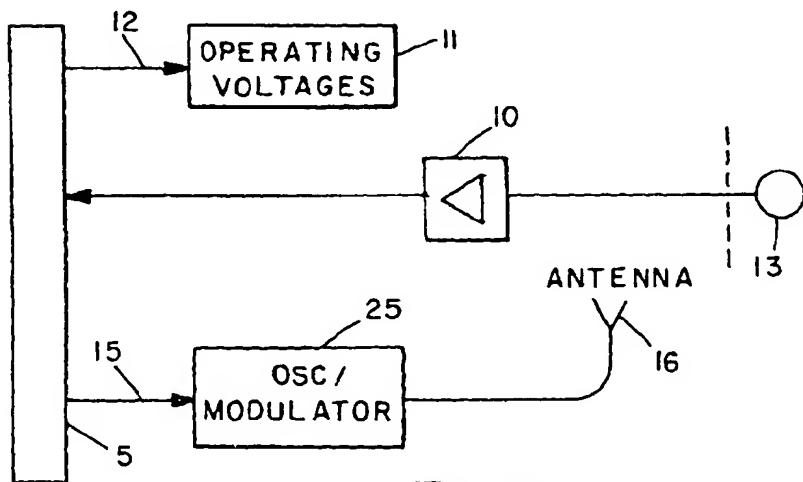 12
OPERATING
VOLTAGES
11
10
13
ANTENNA
16
25
15
OSC/
MODULATOR
5